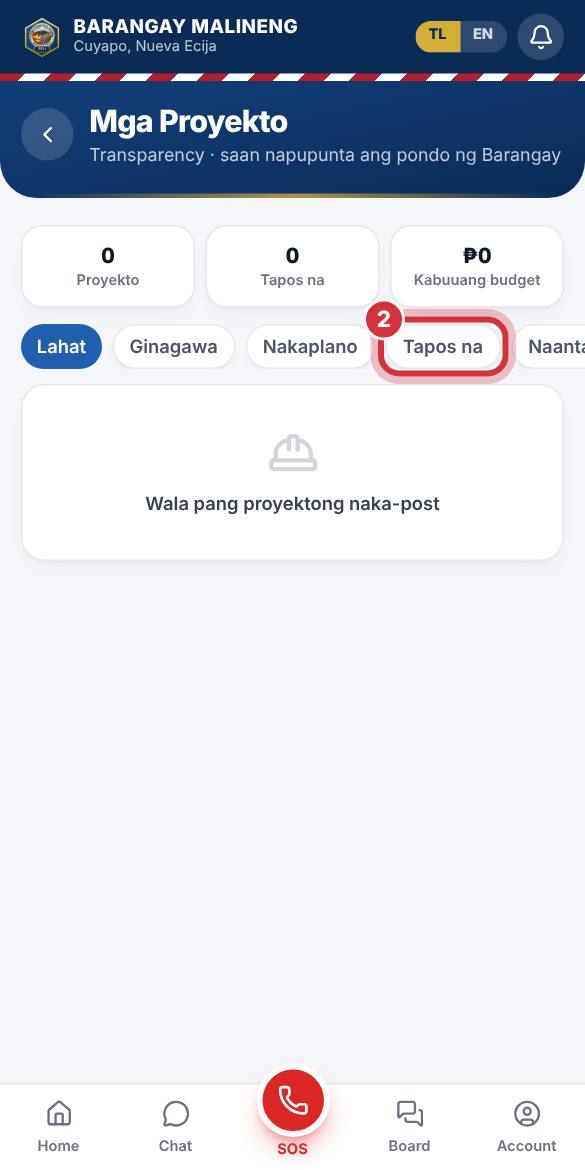 BARANGAY MALINENG
Cuyapo, Nueva Ecija
TL EN
Mga Proyekto
Transparency · saan napupunta ang pondo ng Barangay
0 0 ₱0
Proyekto Tapos na Kabuuang budget
2
Lahat Ginagawa Nakaplano Tapos na Naanta
Wala pang proyektong naka-post
Home Chat SOS Board Account